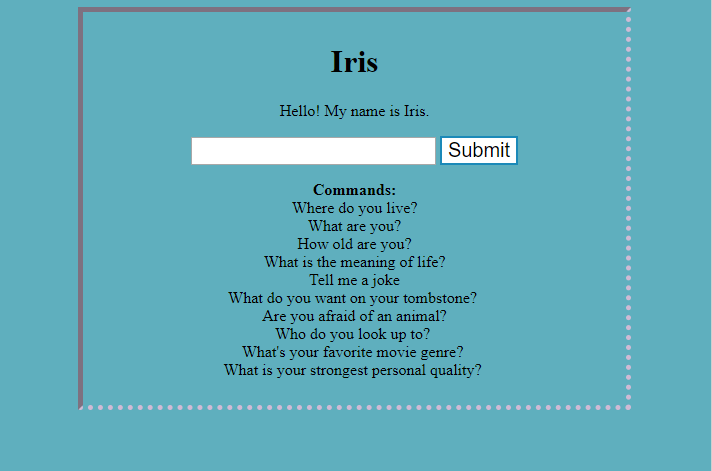 Iris
Hello! My name is Iris.
Submit
Commands:
Where do you live?
What are you?
How old are you?
What is the meaning of life?
Tell me a joke
What do you want on your tombstone?
Are you afraid of an animal?
Who do you look up to?
What's your favorite movie genre?
What is your strongest personal quality?